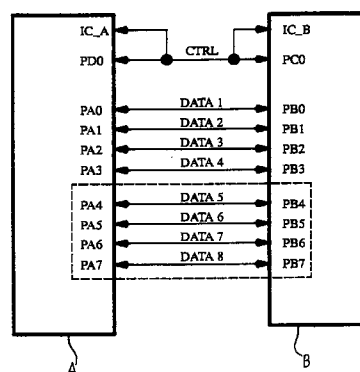 IC_A IC_B
PD0 CTRL PC0
PA0 DATA 1 PB0
PA1 DATA 2 PB1
PA2 DATA 3 PB2
PA3 DATA 4 PB3
PA4 DATA 5 PB4
PA5 DATA 6 PB5
PA6 DATA 7 PB6
PA7 DATA 8 PB7
A B